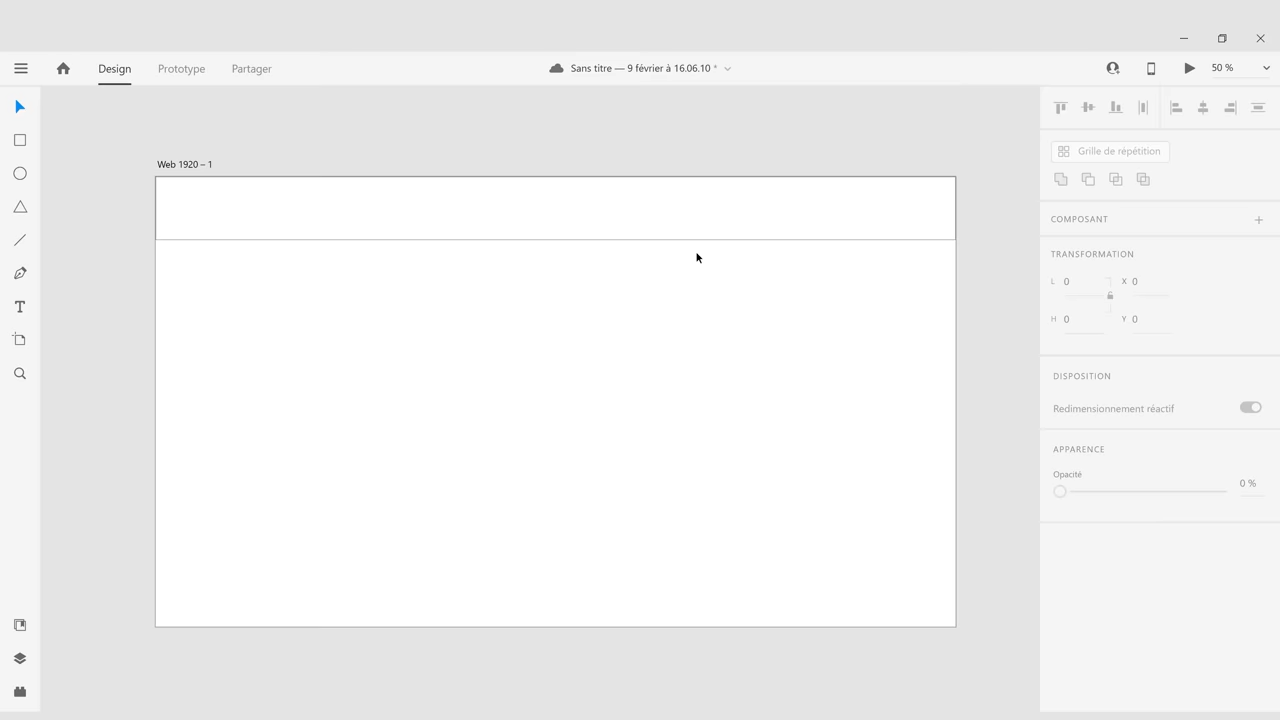 Design
Prototype
Partager
Sans titre — 9 février à 16.06.10 *
50 %
Web 1920 – 1
Grille de répétition
COMPOSANT
TRANSFORMATION
L 0 X 0
H 0 Y 0
DISPOSITION
Redimensionnement réactif
APPARENCE
Opacité
0 %
T